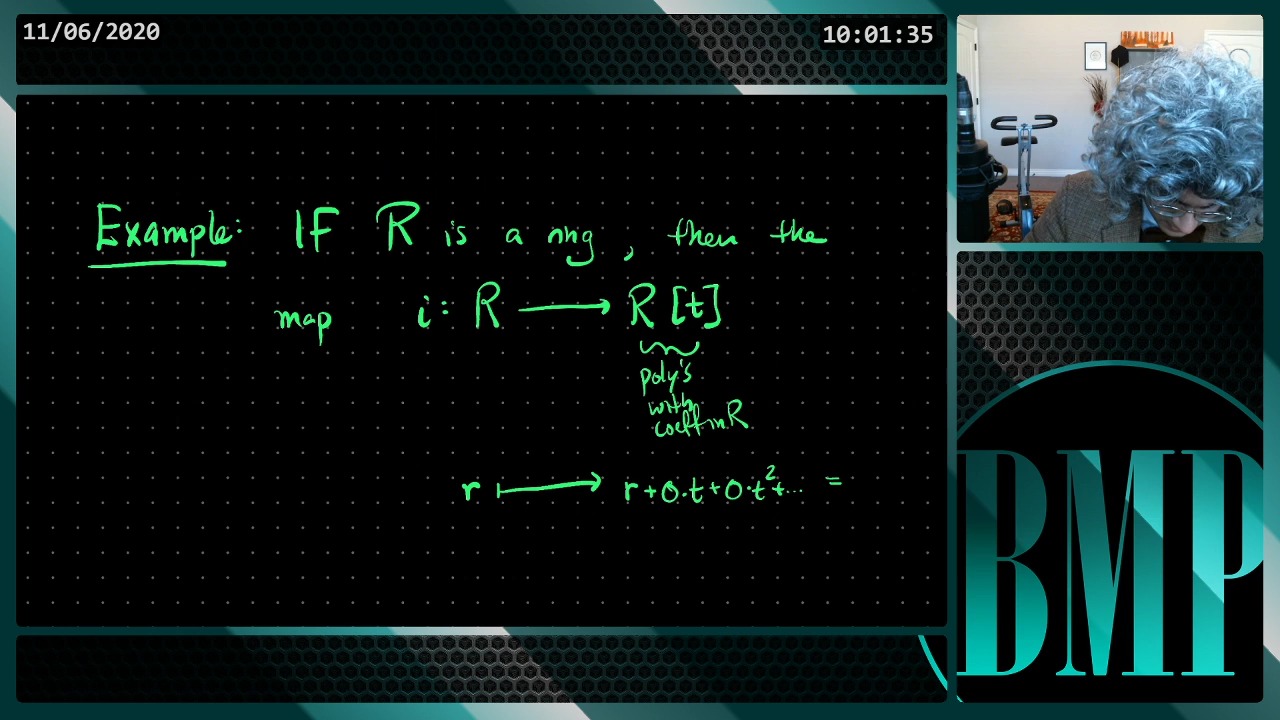 11/06/2020
10:01:35
Example: IF R is a ring, then the
map i: R ⟶ R[t]
poly's
with
coeff in R
r ⟼ r+0·t+0·t²+... =
BMP